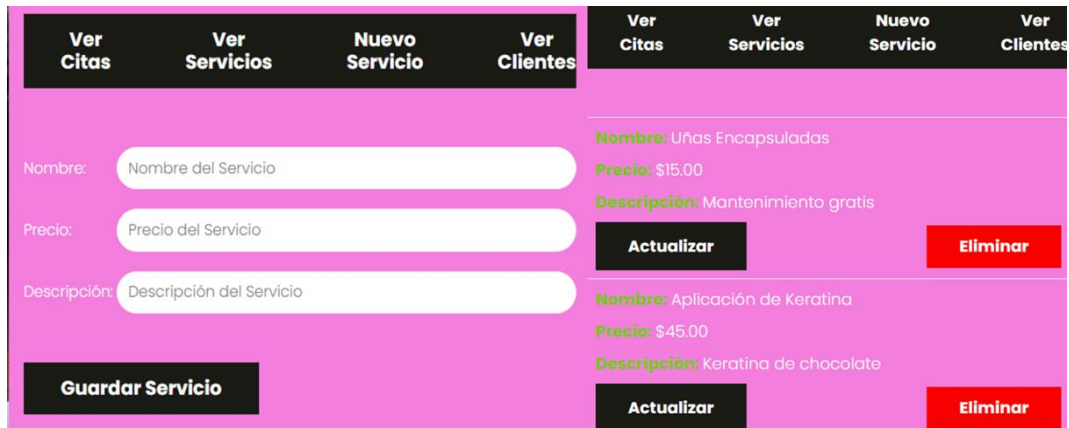 Ver Citas
Ver Servicios
Nuevo Servicio
Ver Clientes
Nombre: Nombre del Servicio
Precio: Precio del Servicio
Descripción: Descripción del Servicio
Guardar Servicio
Ver Citas
Ver Servicios
Nuevo Servicio
Ver Clientes
Nombre: Uñas Encapsuladas
Precio: $15.00
Descripción: Mantenimiento gratis
Actualizar Eliminar
Nombre: Aplicación de Keratina
Precio: $45.00
Descripción: Keratina de chocolate
Actualizar Eliminar